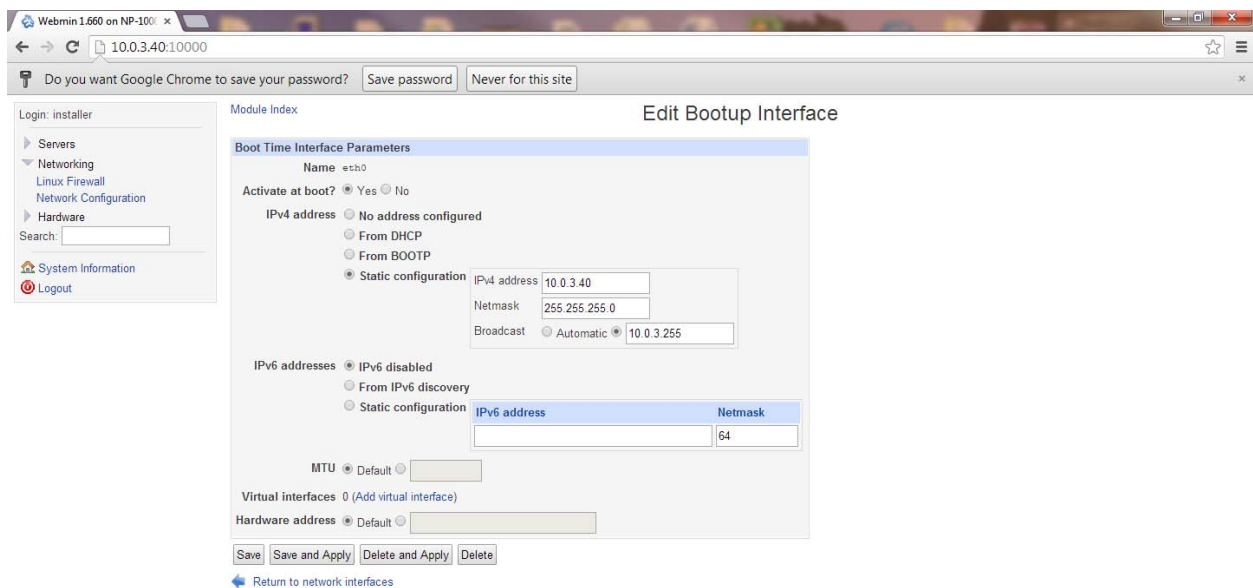 Webmin 1.660 on NP-100
10.0.3.40:10000
Do you want Google Chrome to save your password? Save password Never for this site
Login: installer
Servers
Networking
Linux Firewall
Network Configuration
Hardware
Search:
System Information
Logout
Module Index
Edit Bootup Interface
Boot Time Interface Parameters
Name eth0
Activate at boot? Yes No
IPv4 address No address configured
From DHCP
From BOOTP
Static configuration IPv4 address 10.0.3.40
Netmask 255.255.255.0
Broadcast Automatic 10.0.3.255
IPv6 addresses IPv6 disabled
From IPv6 discovery
Static configuration IPv6 address Netmask
64
MTU Default
Virtual interfaces 0 (Add virtual interface)
Hardware address Default
Save Save and Apply Delete and Apply Delete
Return to network interfaces